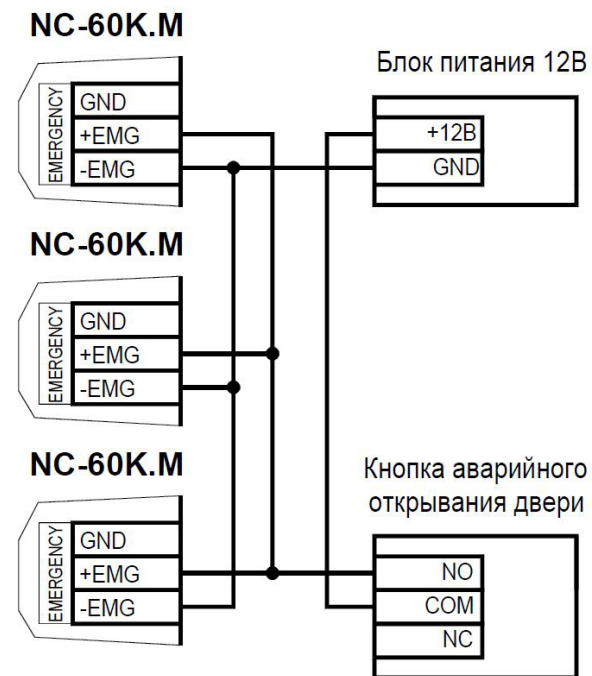 NC-60K.M
EMERGENCY
GND
+EMG
-EMG
Блок питания 12В
+12В
GND
NC-60K.M
EMERGENCY
GND
+EMG
-EMG
NC-60K.M
EMERGENCY
GND
+EMG
-EMG
Кнопка аварийного
открывания двери
NO
COM
NC